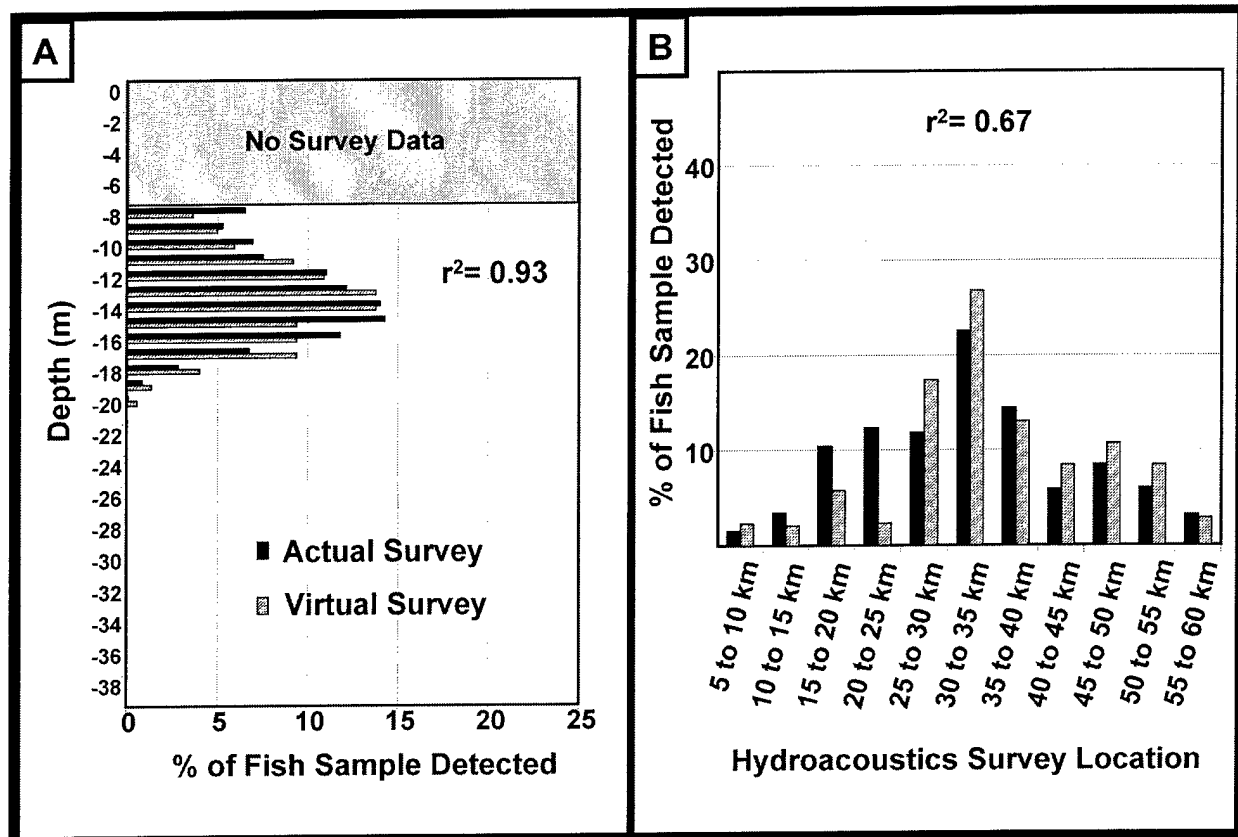 A
0
-2
-4
-6
-8
-10
-12
-14
-16
-18
-20
-22
-24
-26
-28
-30
-32
-34
-36
-38
Depth (m)
No Survey Data
r²= 0.93
Actual Survey
Virtual Survey
0 5 10 15 20 25
% of Fish Sample Detected
B
r²= 0.67
% of Fish Sample Detected
40
30
20
10
5 to 10 km
10 to 15 km
15 to 20 km
20 to 25 km
25 to 30 km
30 to 35 km
35 to 40 km
40 to 45 km
45 to 50 km
50 to 55 km
55 to 60 km
Hydroacoustics Survey Location